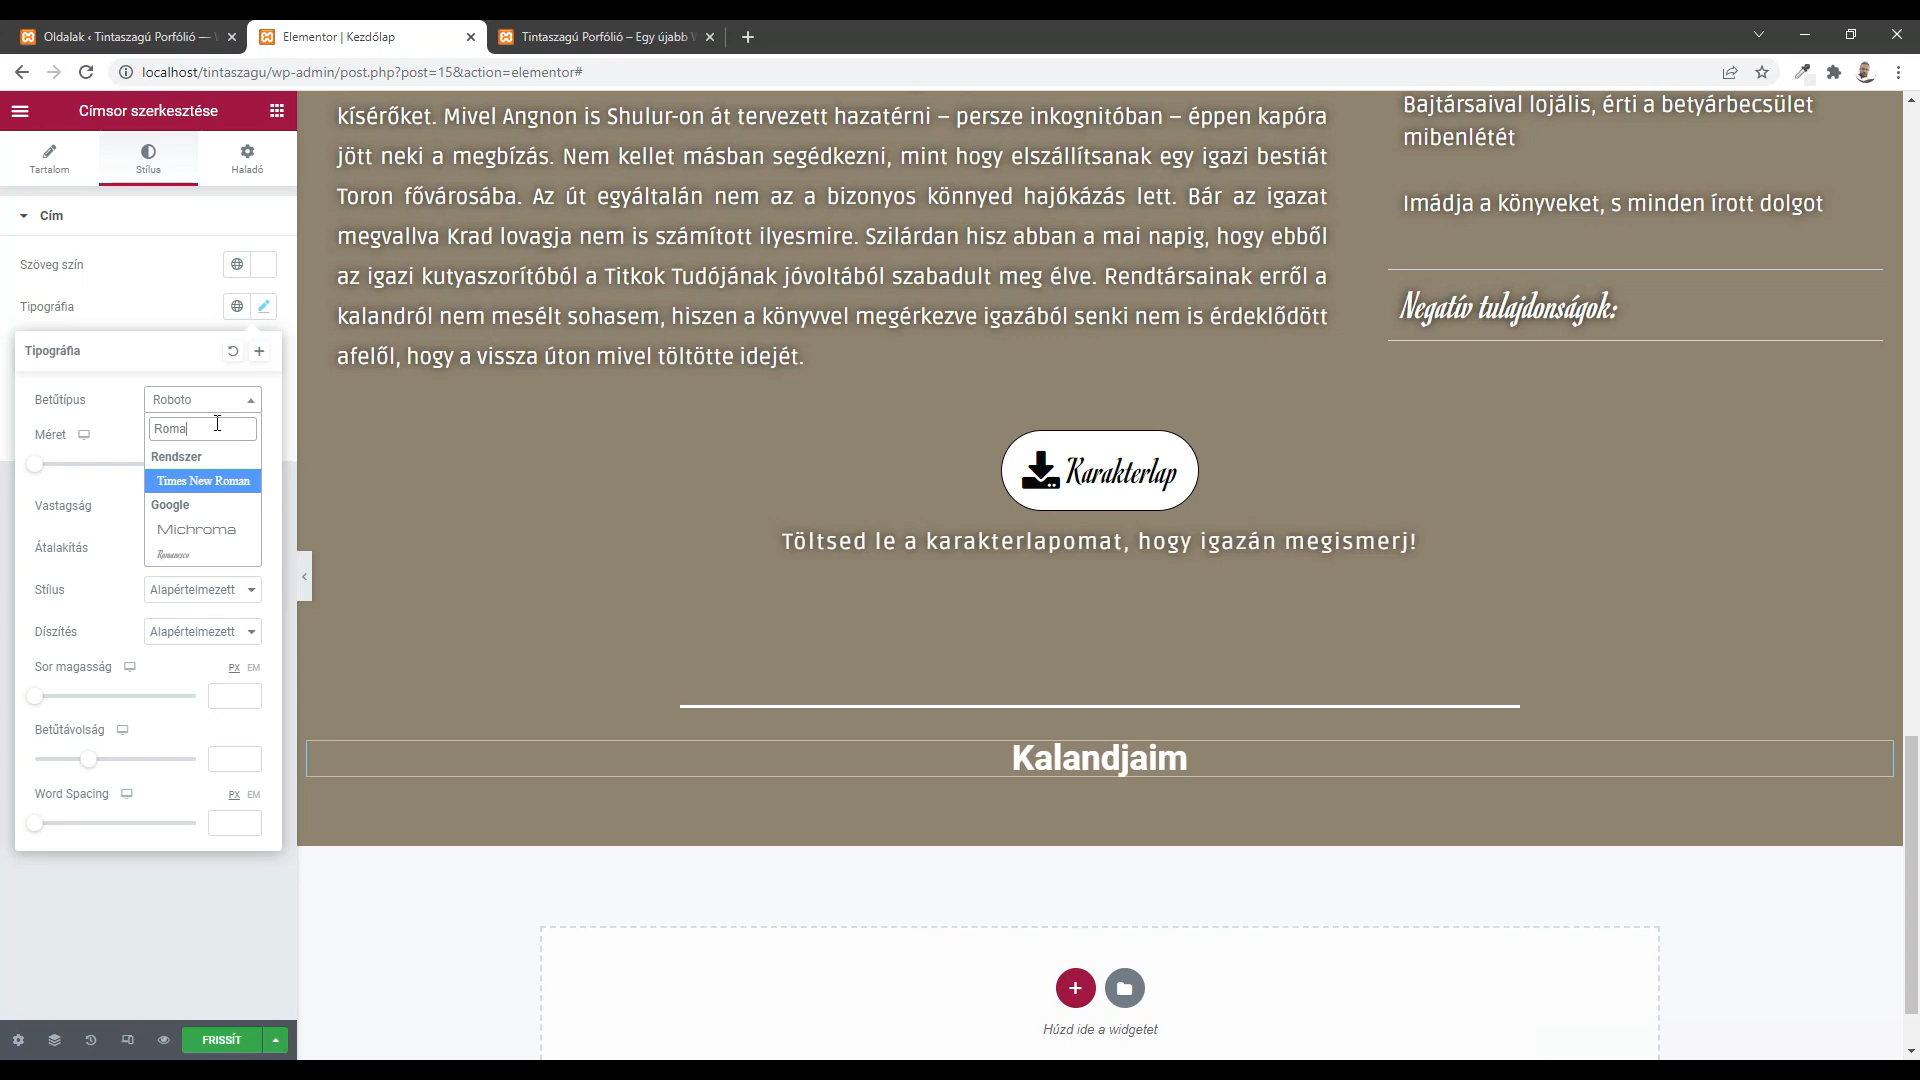 Oldalak ‹ Tintaszagú Porfólió —
Elementor | Kezdőlap
Tintaszagú Porfólió – Egy újabb
localhost/tintaszagu/wp-admin/post.php?post=15&action=elementor#
Címsor szerkesztése
Tartalom
Stílus
Haladó
Cím
Szöveg szín
Tipográfia
Tipográfia
Betűtípus
Roboto
Roma
Méret
Rendszer
Times New Roman
Google
Michroma
Romanesco
Vastagság
Átalakítás
Stílus
Alapértelmezett
Díszítés
Alapértelmezett
Sor magasság
PX EM
Betűtávolság
Word Spacing
PX EM
FRISSÍT
kísérőket. Mivel Angnon is Shulur-on át tervezett hazatérni – persze inkognitóban – éppen kapóra
jött neki a megbízás. Nem kellet másban segédkezni, mint hogy elszállítsanak egy igazi bestiát
Toron fővárosába. Az út egyáltalán nem az a bizonyos könnyed hajókázás lett. Bár az igazat
megvallva Krad lovagja nem is számított ilyesmire. Szilárdan hisz abban a mai napig, hogy ebből
az igazi kutyaszorítóból a Titkok Tudójának jóvoltából szabadult meg élve. Rendtársainak erről a
kalandról nem mesélt sohasem, hiszen a könyvvel megérkezve igazából senki nem is érdeklődött
afelől, hogy a vissza úton mivel töltötte idejét.
Bajtársaival lojális, érti a betyárbecsület
mibenlétét
Imádja a könyveket, s minden írott dolgot
Negatív tulajdonságok:
Karakterlap
Töltsed le a karakterlapomat, hogy igazán megismerj!
Kalandjaim
Húzd ide a widgetet